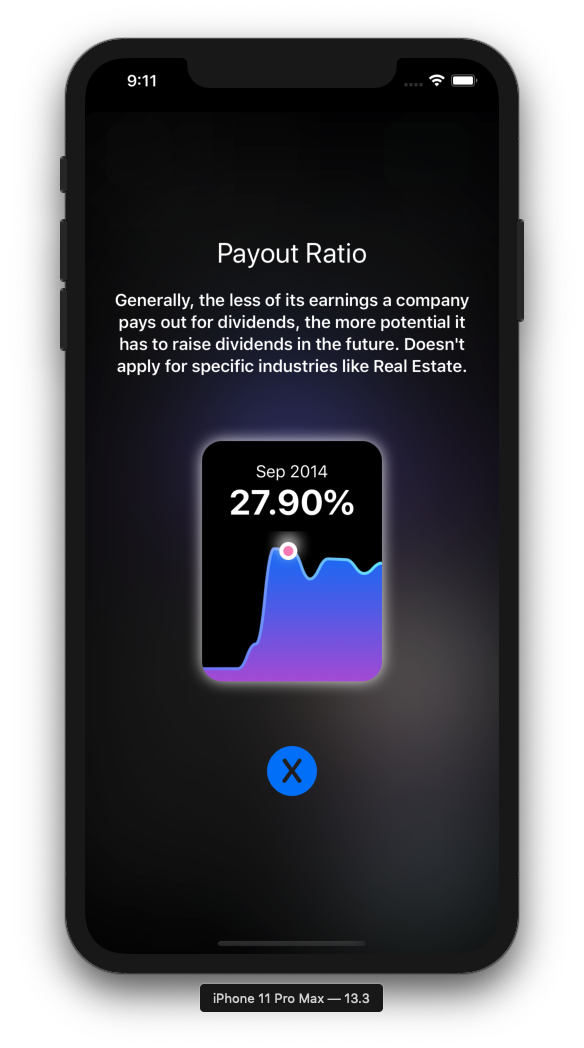 9:11
Payout Ratio
Generally, the less of its earnings a company
pays out for dividends, the more potential it
has to raise dividends in the future. Doesn't
apply for specific industries like Real Estate.
Sep 2014
27.90%
X
iPhone 11 Pro Max — 13.3